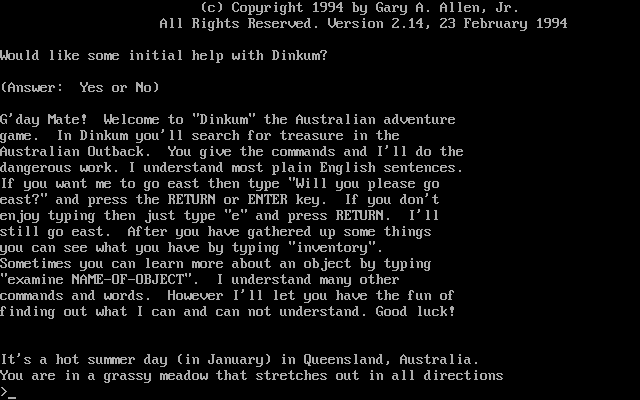 (c) Copyright 1994 by Gary A. Allen, Jr.
All Rights Reserved. Version 2.14, 23 February 1994
Would like some initial help with Dinkum?
(Answer:  Yes or No)
G'day Mate!  Welcome to "Dinkum" the Australian adventure
game.  In Dinkum you'll search for treasure in the
Australian Outback.  You give the commands and I'll do the
dangerous work. I understand most plain English sentences.
If you want me to go east then type "Will you please go
east?" and press the RETURN or ENTER key.  If you don't
enjoy typing then just type "e" and press RETURN.  I'll
still go east.  After you have gathered up some things
you can see what you have by typing "inventory".
Sometimes you can learn more about an object by typing
"examine NAME-OF-OBJECT".  I understand many other
commands and words.  However I'll let you have the fun of
finding out what I can and can not understand. Good luck!
It's a hot summer day (in January) in Queensland, Australia.
You are in a grassy meadow that stretches out in all directions
>_